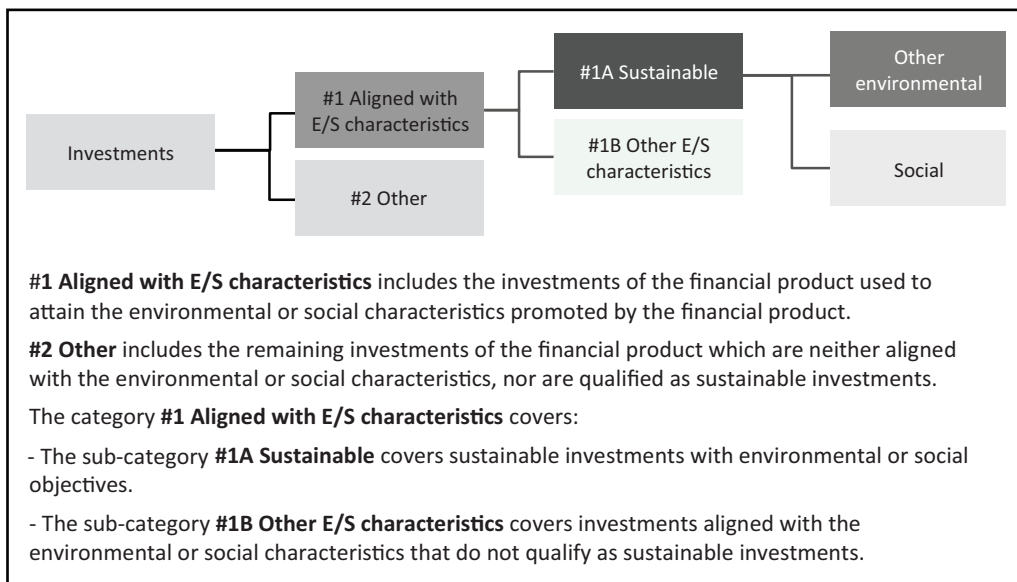 Investments
#1 Aligned with
E/S characteristics
#2 Other
#1A Sustainable
#1B Other E/S
characteristics
Other
environmental
Social
#1 Aligned with E/S characteristics includes the investments of the financial product used to
attain the environmental or social characteristics promoted by the financial product.
#2 Other includes the remaining investments of the financial product which are neither aligned
with the environmental or social characteristics, nor are qualified as sustainable investments.
The category #1 Aligned with E/S characteristics covers:
- The sub-category #1A Sustainable covers sustainable investments with environmental or social
objectives.
- The sub-category #1B Other E/S characteristics covers investments aligned with the
environmental or social characteristics that do not qualify as sustainable investments.